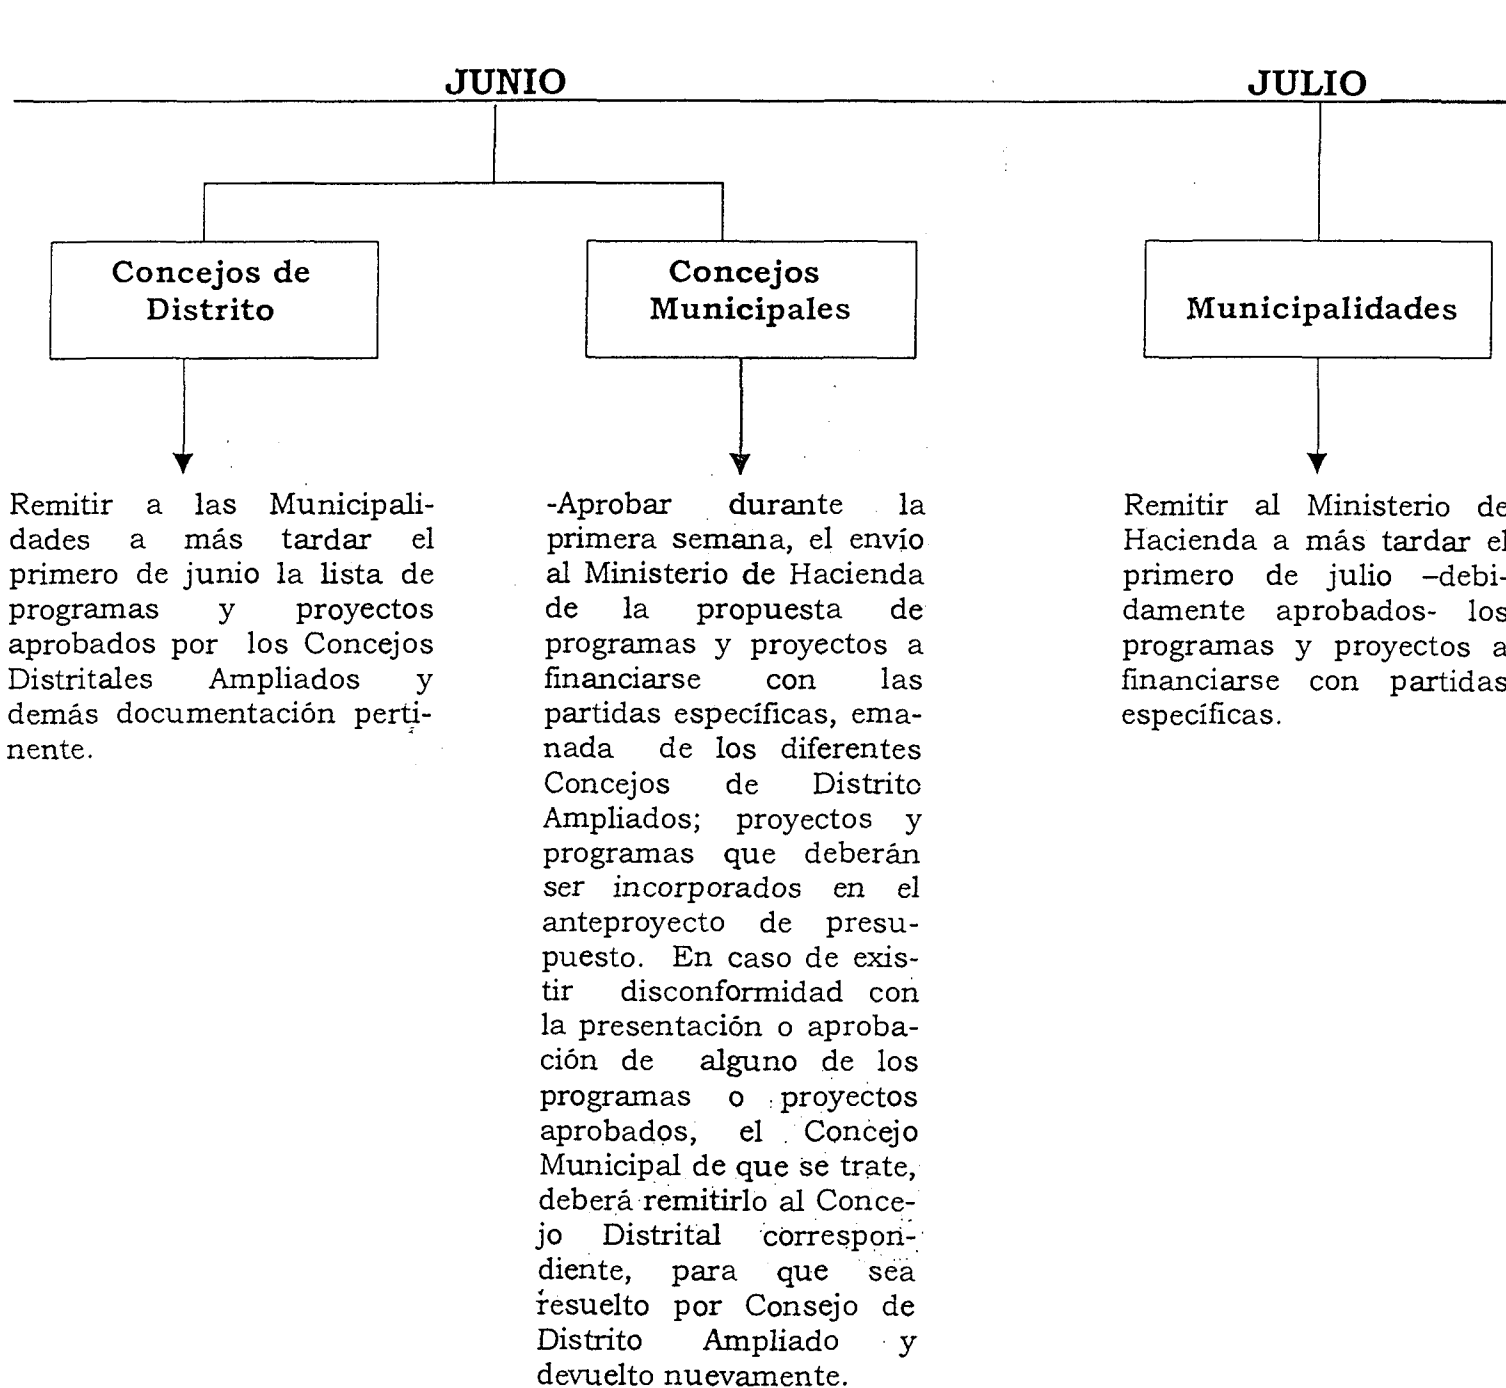 JUNIO
Concejos de
Distrito
Remitir a las Municipali-
dades a más tardar el
primero de junio la lista de
programas y proyectos
aprobados por los Concejos
Distritales Ampliados y
demás documentación perti-
nente.
Concejos
Municipales
-Aprobar durante la
primera semana, el envío
al Ministerio de Hacienda
de la propuesta de
programas y proyectos a
financiarse con las
partidas específicas, ema-
nada de los diferentes
Concejos de Distrito
Ampliados; proyectos y
programas que deberán
ser incorporados en el
anteproyecto de presu-
puesto. En caso de exis-
tir disconformidad con
la presentación o aproba-
ción de alguno de los
programas o proyectos
aprobados, el Concejo
Municipal de que se trate,
deberá remitirlo al Conce-
jo Distrital correspon-
diente, para que sea
resuelto por Consejo de
Distrito Ampliado y
devuelto nuevamente.
JULIO
Municipalidades
Remitir al Ministerio de
Hacienda a más tardar el
primero de julio –debi-
damente aprobados- los
programas y proyectos a
financiarse con partidas
específicas.